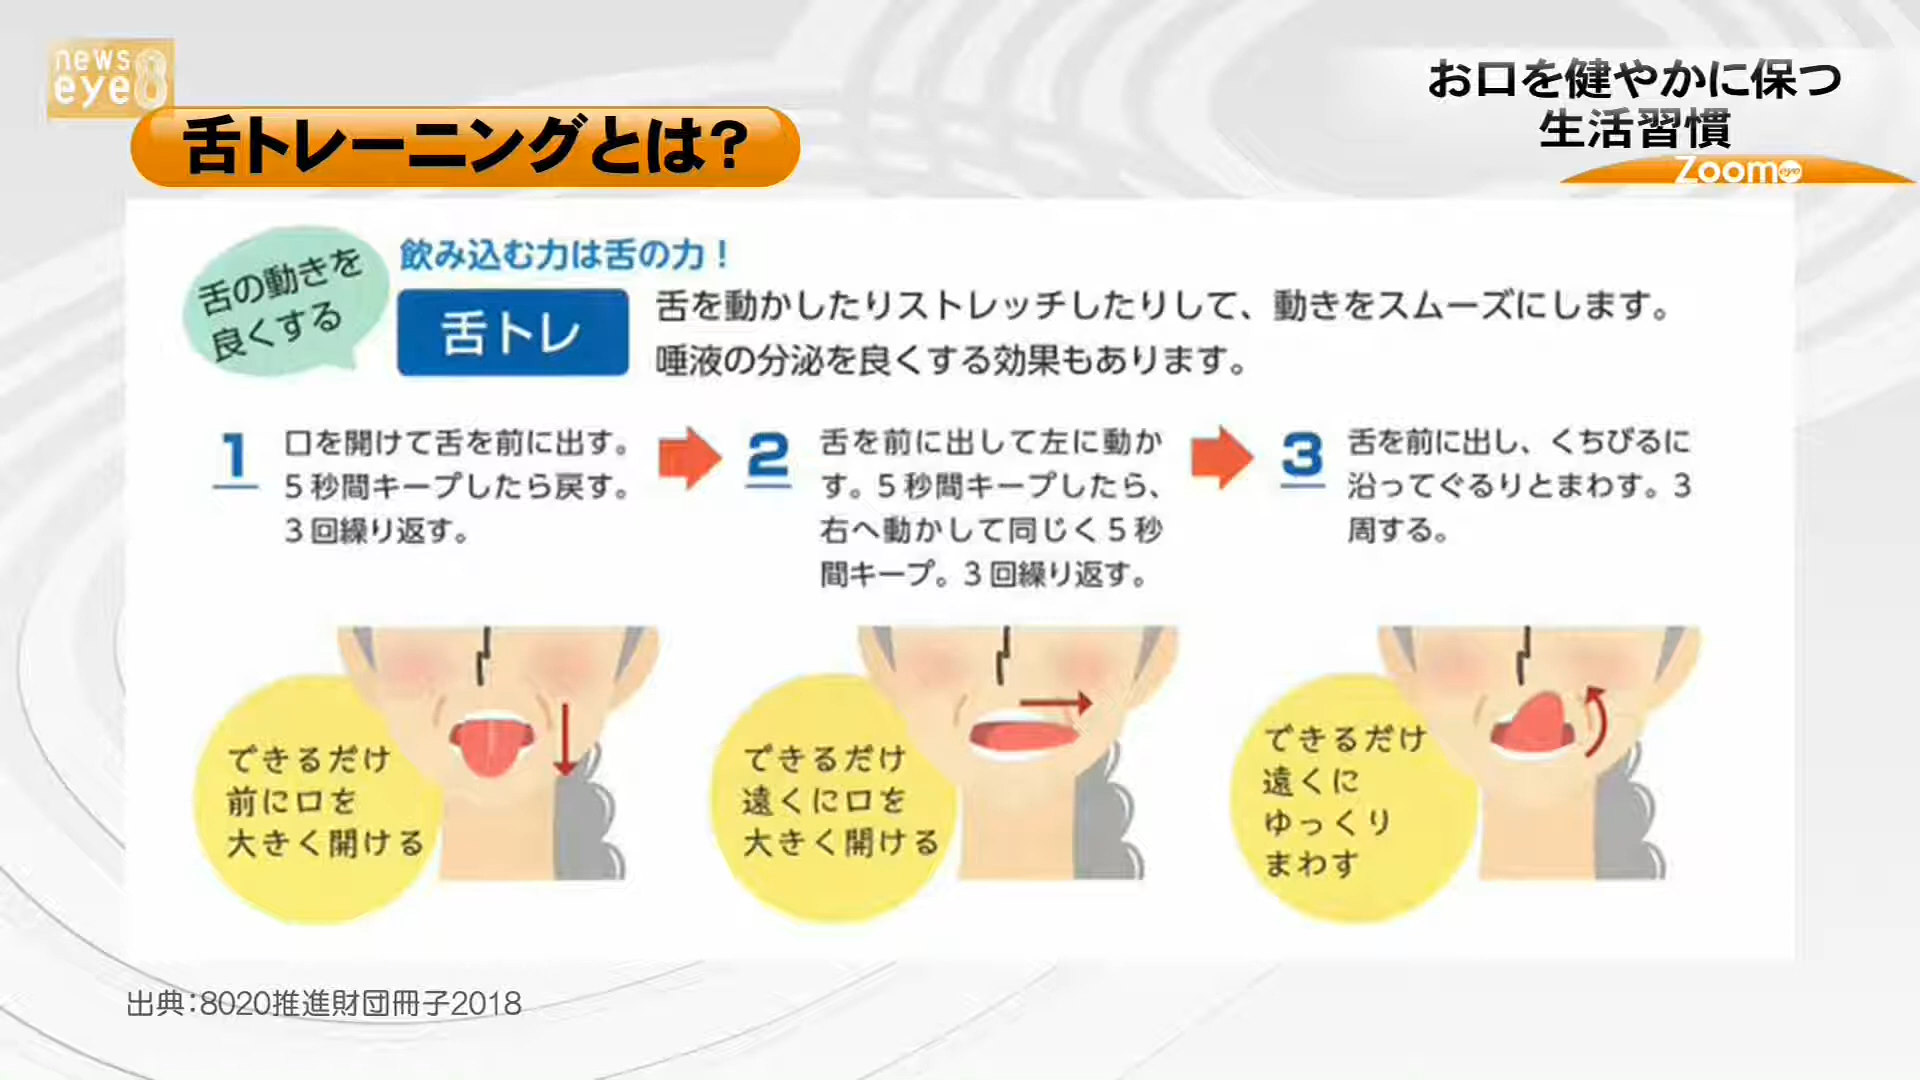 news
eye8
お口を健やかに保つ
生活習慣
Zoom eye
舌トレーニングとは?
舌の動きを
良くする
飲み込む力は舌の力!
舌トレ
舌を動かしたりストレッチしたりして、動きをスムーズにします。
唾液の分泌を良くする効果もあります。
1
口を開けて舌を前に出す。
5秒間キープしたら戻す。
3回繰り返す。
2
舌を前に出して左に動か
す。5秒間キープしたら、
右へ動かして同じく5秒
間キープ。3回繰り返す。
3
舌を前に出し、くちびるに
沿ってぐるりとまわす。3
周する。
できるだけ
前に口を
大きく開ける
できるだけ
遠くに口を
大きく開ける
できるだけ
遠くに
ゆっくり
まわす
出典:8020推進財団冊子2018